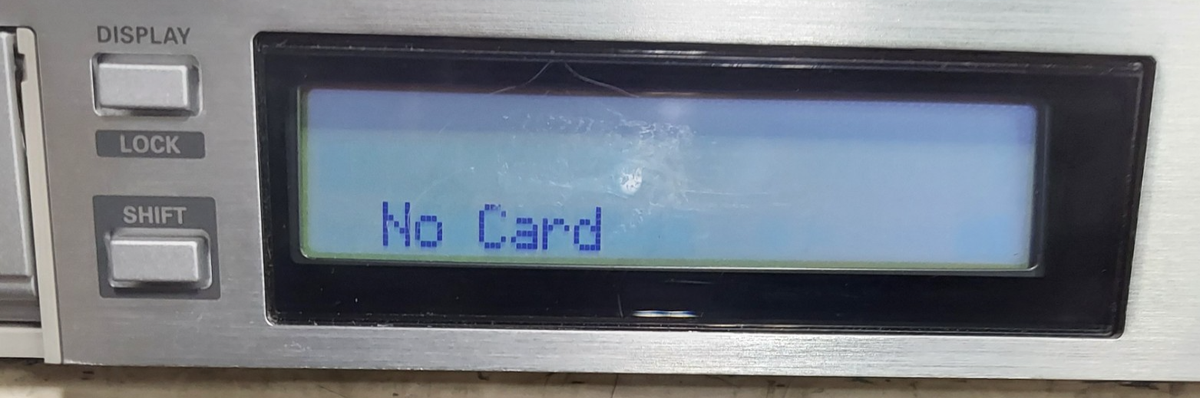 DISPLAY
LOCK
SHIFT
No Card